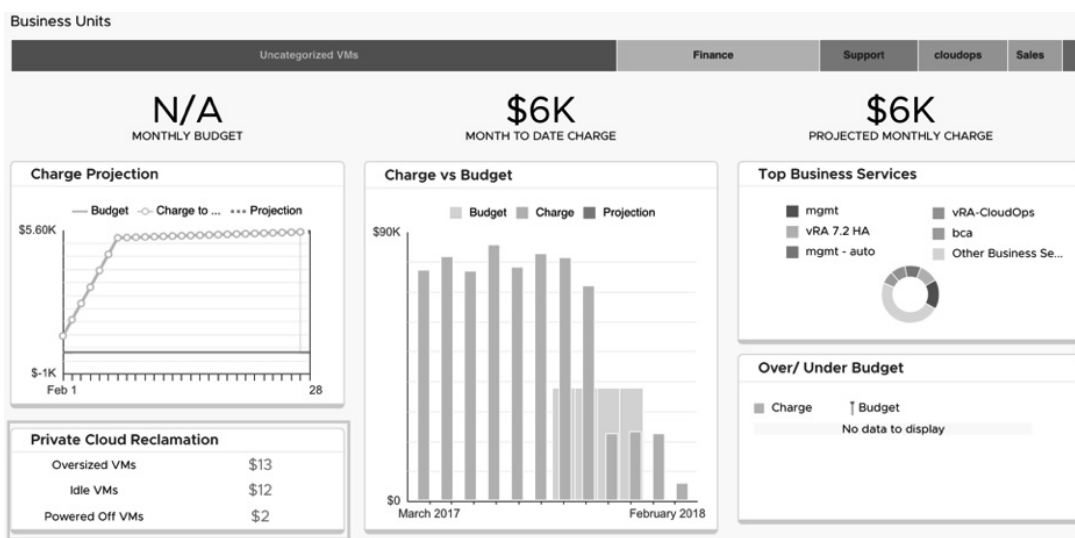 Business Units
Uncategorized VMs Finance Support cloudops Sales
N/A
MONTHLY BUDGET
$6K
MONTH TO DATE CHARGE
$6K
PROJECTED MONTHLY CHARGE
Charge Projection
Budget Charge to ... Projection
$5.60K
$-1K
Feb 1 28
Private Cloud Reclamation
Oversized VMs $13
Idle VMs $12
Powered Off VMs $2
Charge vs Budget
Budget Charge Projection
$90K
$0
March 2017 February 2018
Top Business Services
mgmt vRA-CloudOps
vRA 7.2 HA bca
mgmt - auto Other Business Se...
Over/ Under Budget
Charge Budget
No data to display